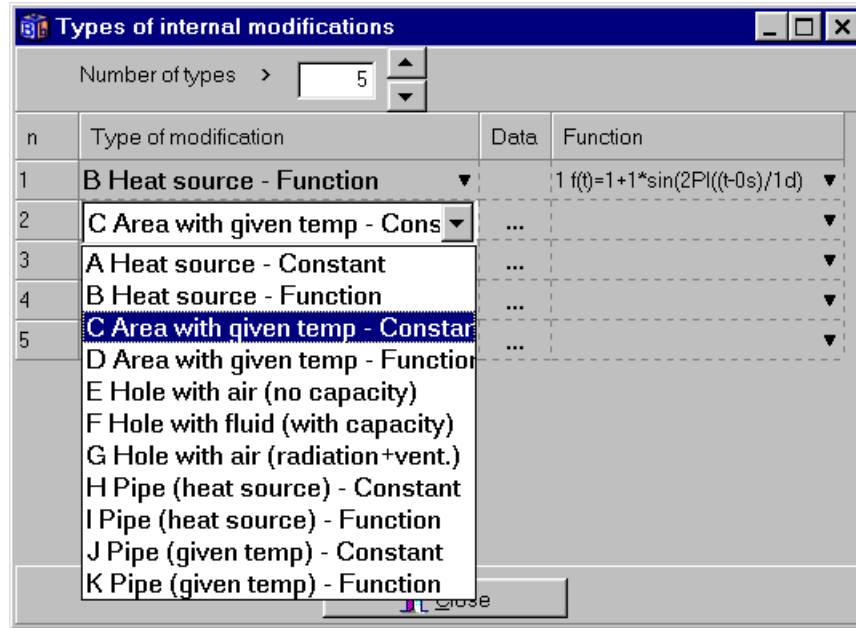 Types of internal modifications
Number of types > 5
n Type of modification Data Function
1 B Heat source - Function 1 f(t)=1+1*sin(2PI((t-0s)/1d)
2 C Area with given temp - Cons ...
3 A Heat source - Constant ...
4 B Heat source - Function ...
C Area with given temp - Constan
5 ...
D Area with given temp - Function
E Hole with air (no capacity)
F Hole with fluid (with capacity)
G Hole with air (radiation+vent.)
H Pipe (heat source) - Constant
I Pipe (heat source) - Function
J Pipe (given temp) - Constant
K Pipe (given temp) - Function
Close